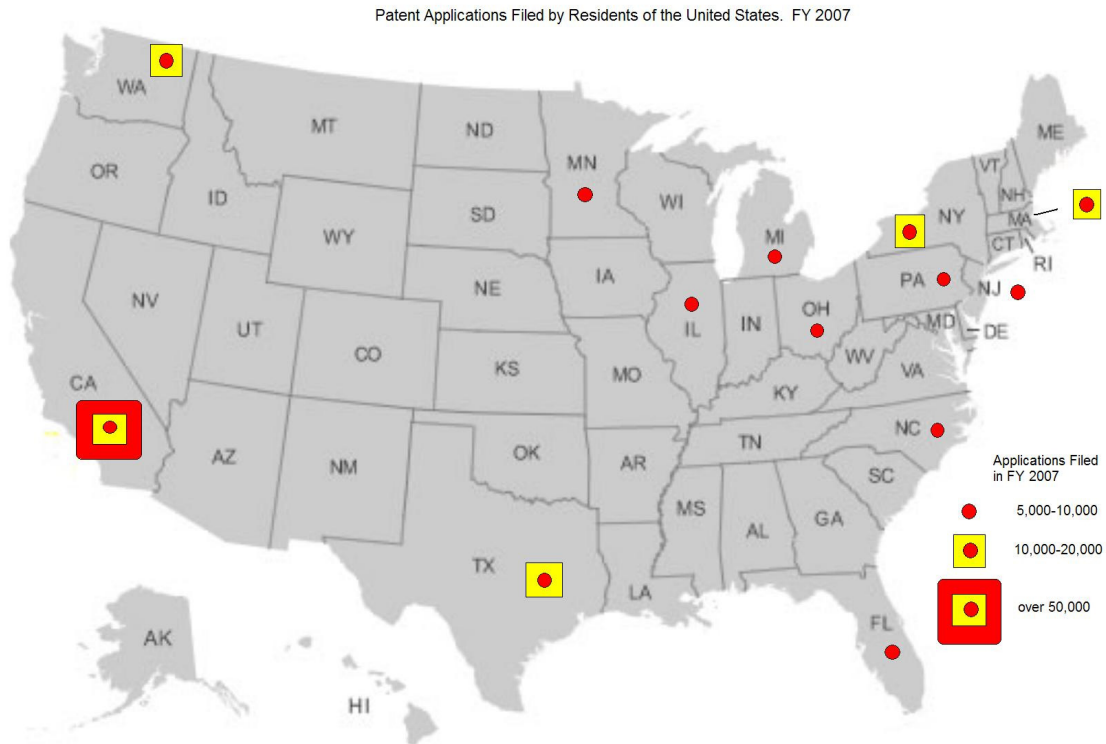 Patent Applications Filed by Residents of the United States.  FY 2007
WA
MT
ND
MN
ME
OR
ID
WY
SD
WI
MI
NY
VT
NH
MA
CT
RI
NV
UT
CO
NE
IA
IL
IN
OH
PA
NJ
MD
DE
CA
KS
MO
KY
WV
VA
AZ
NM
OK
AR
TN
NC
SC
TX
LA
MS
AL
GA
FL
AK
HI
Applications Filed
in FY 2007
5,000-10,000
10,000-20,000
over 50,000